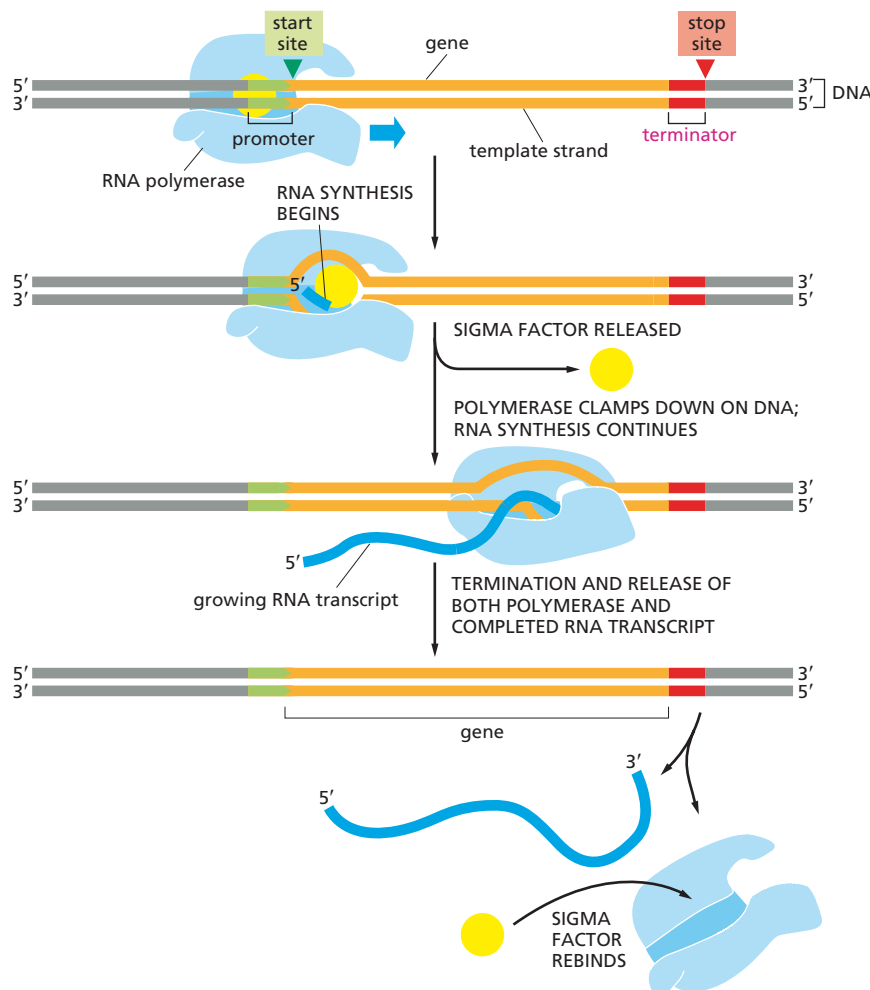 start
site
stop
site
gene
5′
3′
3′
5′
DNA
promoter
template strand
terminator
RNA polymerase
RNA SYNTHESIS
BEGINS
5′
3′
5′
3′
5′
SIGMA FACTOR RELEASED
POLYMERASE CLAMPS DOWN ON DNA;
RNA SYNTHESIS CONTINUES
5′
3′
3′
5′
5′
growing RNA transcript
TERMINATION AND RELEASE OF
BOTH POLYMERASE AND
COMPLETED RNA TRANSCRIPT
5′
3′
3′
5′
gene
3′
5′
SIGMA
FACTOR
REBINDS